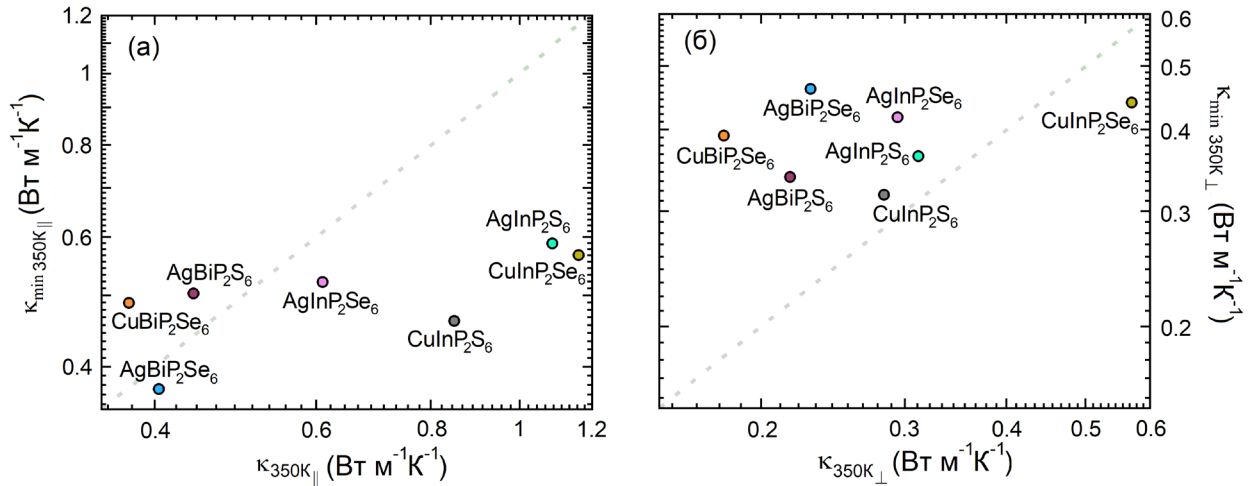 (а)
1.2
1
0.8
0.6
0.4
κmin 350K∥ (Вт м⁻¹К⁻¹)
AgInP₂S₆
CuInP₂Se₆
AgBiP₂S₆
AgInP₂Se₆
CuBiP₂Se₆
CuInP₂S₆
AgBiP₂Se₆
0.4
0.6
0.8
1
1.2
κ350K∥ (Вт м⁻¹К⁻¹)
(б)
AgBiP₂Se₆
AgInP₂Se₆
CuInP₂Se₆
CuBiP₂Se₆
AgInP₂S₆
AgBiP₂S₆
CuInP₂S₆
0.6
0.5
0.4
0.3
0.2
κmin 350K⊥ (Вт м⁻¹К⁻¹)
0.2
0.3
0.4
0.5
0.6
κ350K⊥ (Вт м⁻¹К⁻¹)